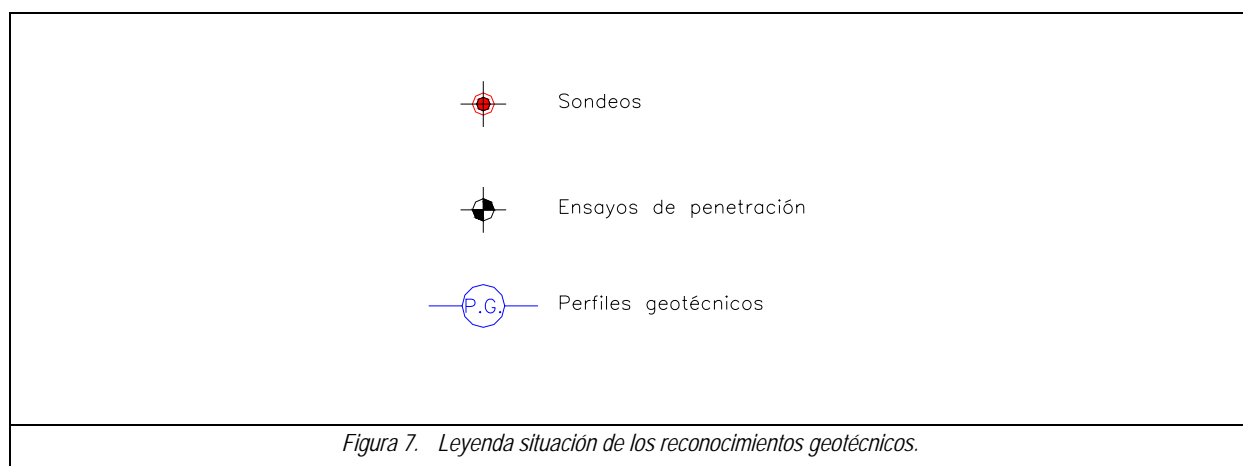 Sondeos
Ensayos de penetración
P.G. Perfiles geotécnicos
Figura 7. Leyenda situación de los reconocimientos geotécnicos.